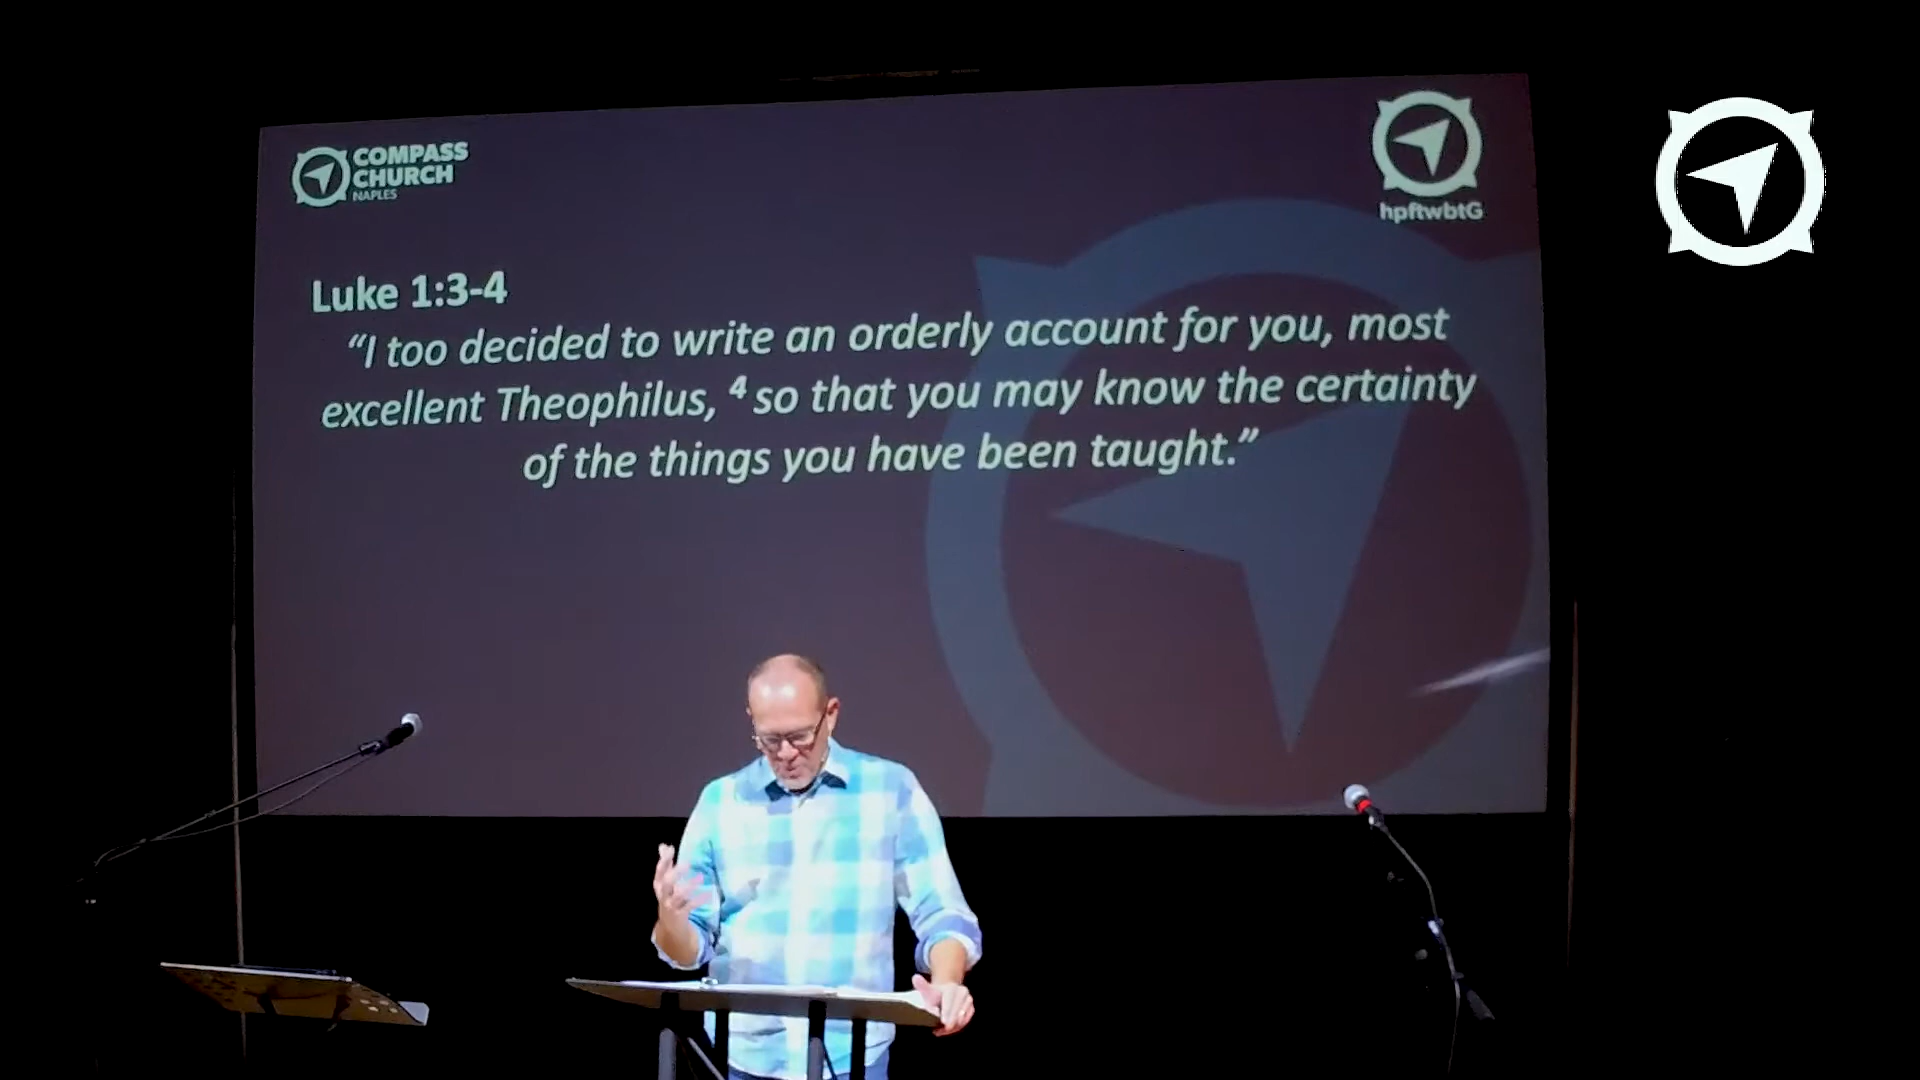 COMPASS
CHURCH
NAPLES
hpftwbtG
Luke 1:3-4
“I too decided to write an orderly account for you, most
excellent Theophilus, ⁴ so that you may know the certainty
of the things you have been taught.”